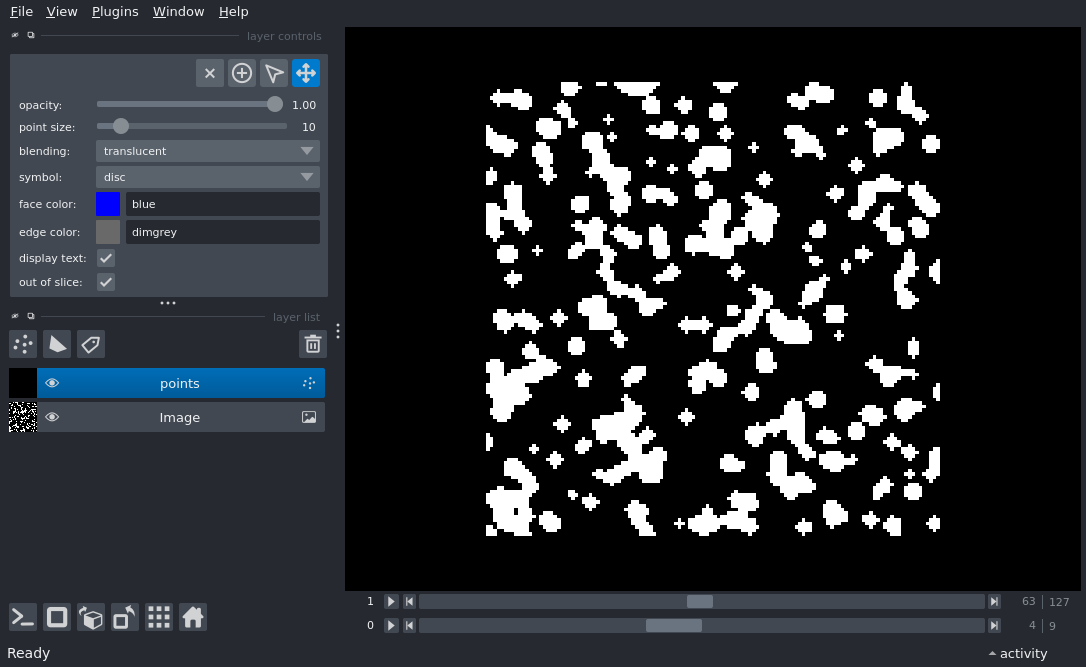 File View Plugins Window Help
layer controls
opacity: 1.00
point size: 10
blending: translucent
symbol: disc
face color: blue
edge color: dimgrey
display text:
out of slice:
layer list
points
Image
1 63 127
0 4 9
Ready activity